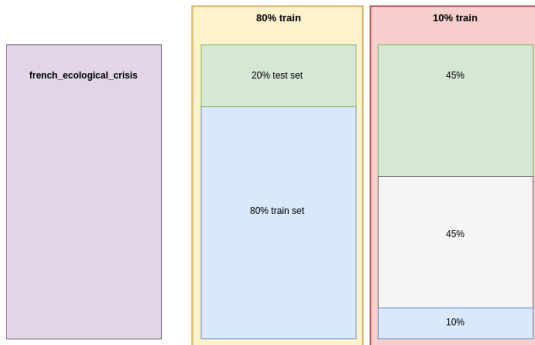 80% train
10% train
french_ecological_crisis
20% test set
45%
80% train set
45%
10%